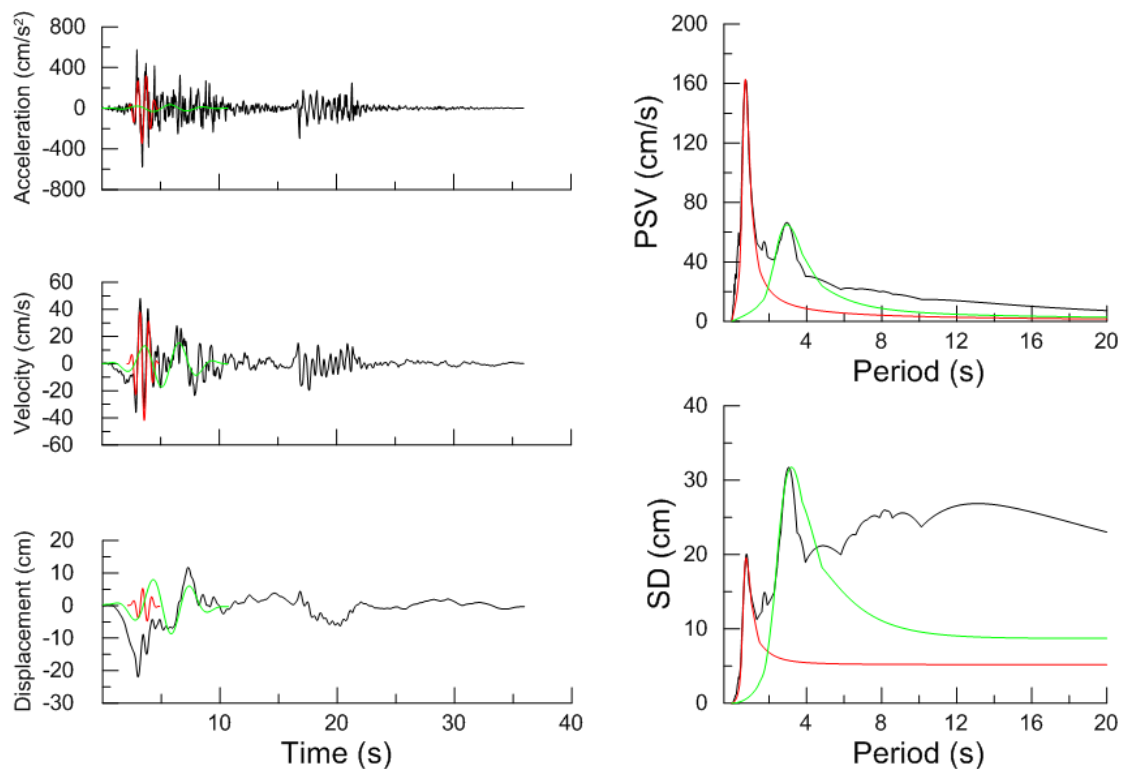 Acceleration (cm/s²)
800
400
0
-400
-800
Velocity (cm/s)
60
40
20
0
-20
-40
-60
Displacement (cm)
20
10
0
-10
-20
-30
10 20 30 40
Time (s)
PSV (cm/s)
200
160
120
80
40
0
4 8 12 16 20
Period (s)
SD (cm)
40
30
20
10
0
4 8 12 16 20
Period (s)